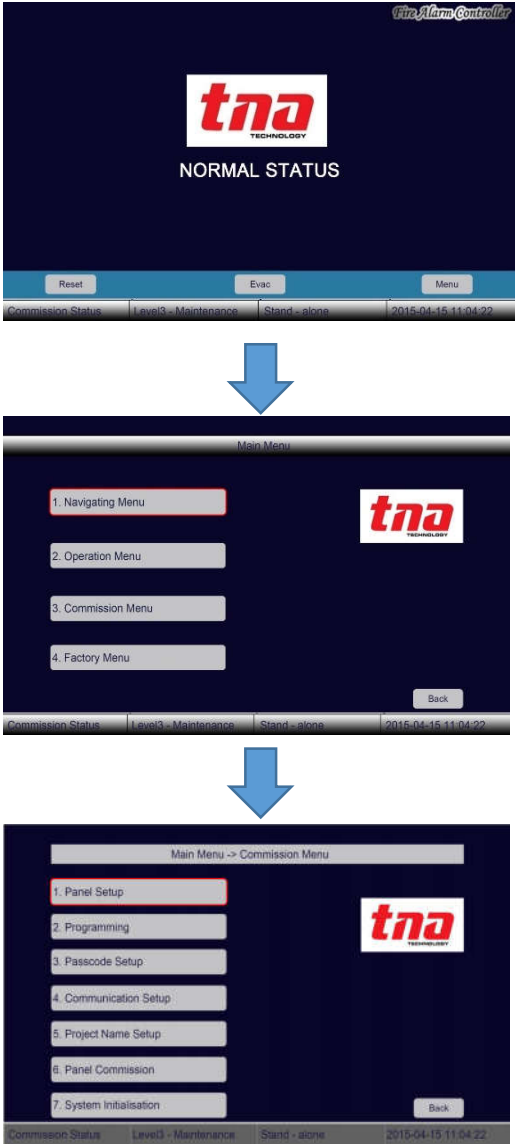 Fire Alarm Controller
tna
TECHNOLOGY
NORMAL STATUS
Reset Evac Menu
Commission Status Level3 - Maintenance Stand - alone 2015-04-15 11:04:22
Main Menu
1. Navigating Menu
tna
TECHNOLOGY
2. Operation Menu
3. Commission Menu
4. Factory Menu
Back
Commission Status Level3 - Maintenance Stand - alone 2015-04-15 11:04:22
Main Menu -> Commission Menu
1. Panel Setup
tna
TECHNOLOGY
2. Programming
3. Passcode Setup
4. Communication Setup
5. Project Name Setup
6. Panel Commission
7. System Initialisation
Back
Commission Status Level3 - Maintenance Stand - alone 2015-04-15 11:04:22